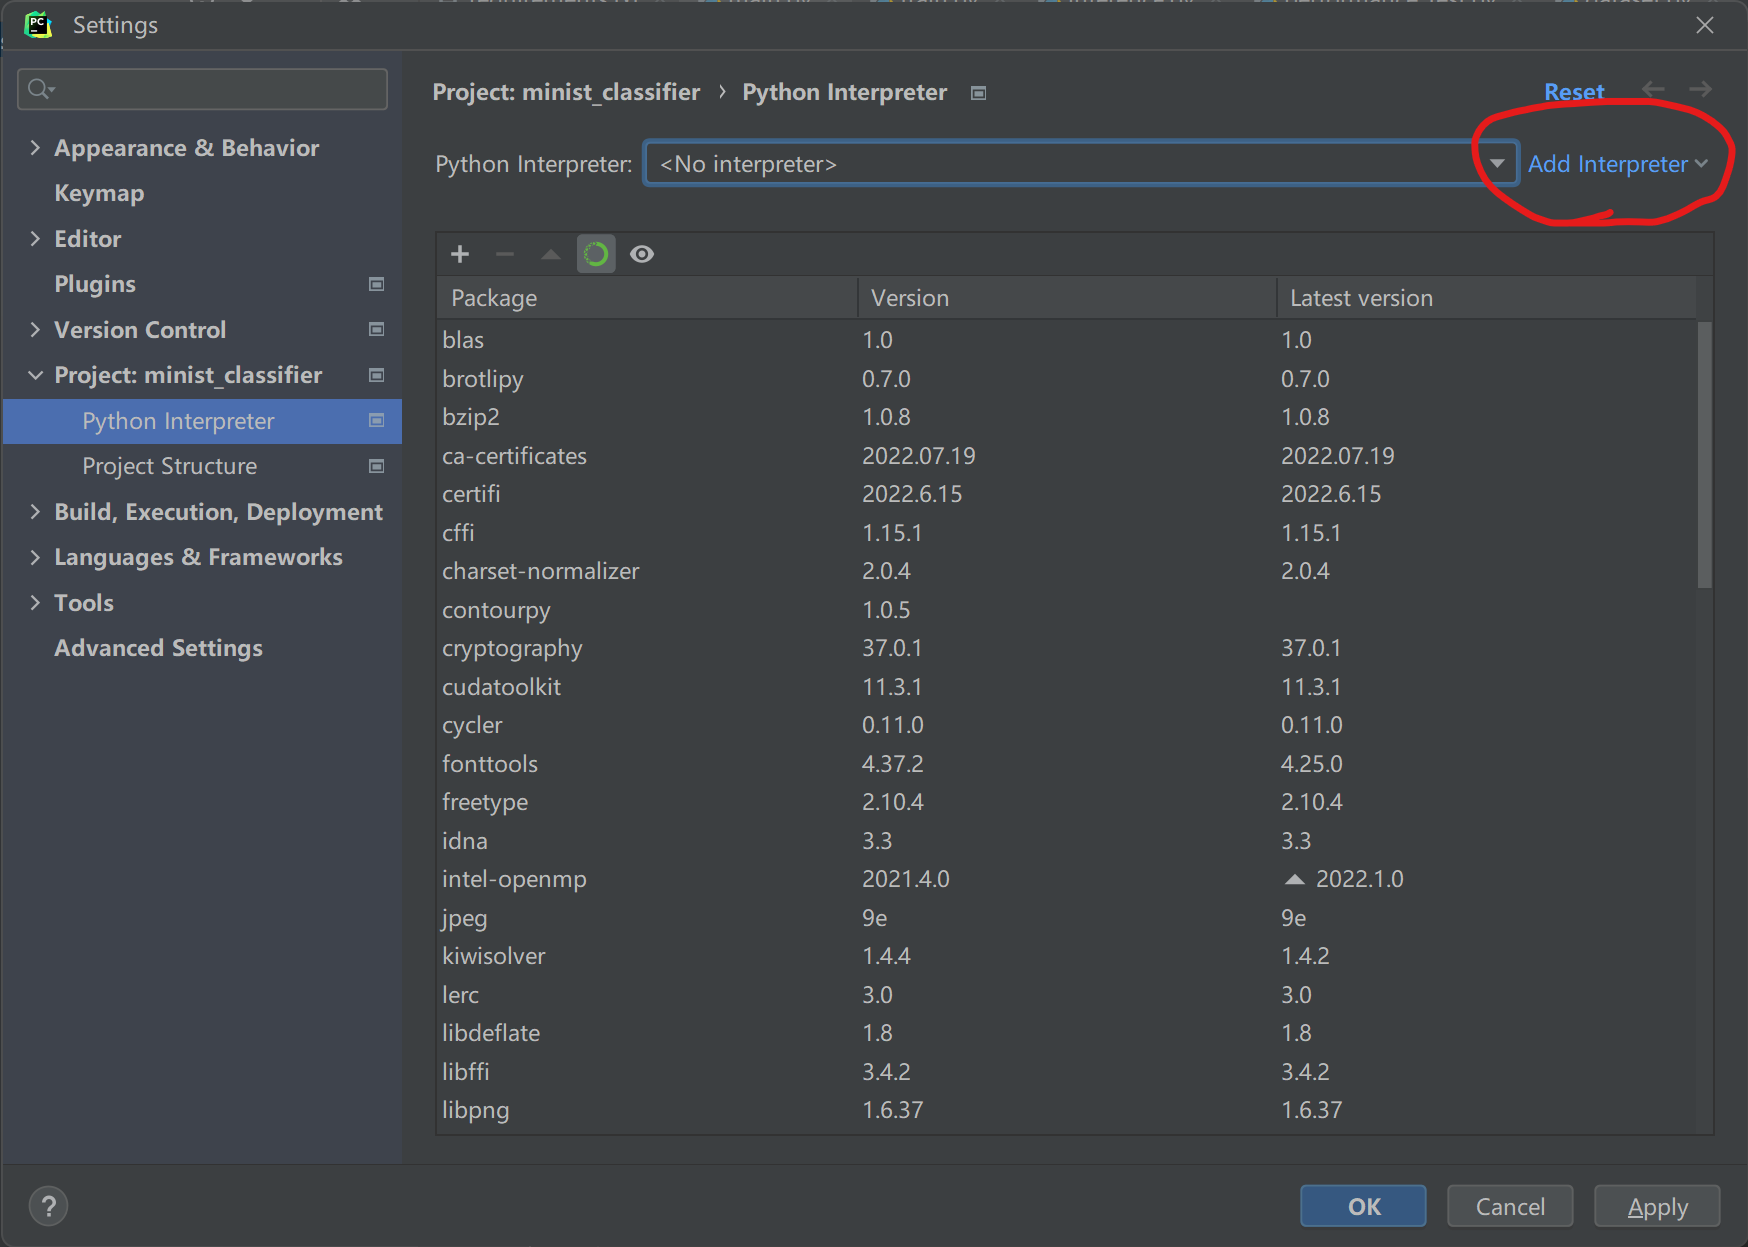 PC
Settings
Project: minist_classifier › Python Interpreter
Reset
Python Interpreter: <No interpreter>
Add Interpreter
Appearance & Behavior
Keymap
Editor
Plugins
Version Control
Project: minist_classifier
Python Interpreter
Project Structure
Build, Execution, Deployment
Languages & Frameworks
Tools
Advanced Settings
Package Version Latest version
blas 1.0 1.0
brotlipy 0.7.0 0.7.0
bzip2 1.0.8 1.0.8
ca-certificates 2022.07.19 2022.07.19
certifi 2022.6.15 2022.6.15
cffi 1.15.1 1.15.1
charset-normalizer 2.0.4 2.0.4
contourpy 1.0.5
cryptography 37.0.1 37.0.1
cudatoolkit 11.3.1 11.3.1
cycler 0.11.0 0.11.0
fonttools 4.37.2 4.25.0
freetype 2.10.4 2.10.4
idna 3.3 3.3
intel-openmp 2021.4.0 2022.1.0
jpeg 9e 9e
kiwisolver 1.4.4 1.4.2
lerc 3.0 3.0
libdeflate 1.8 1.8
libffi 3.4.2 3.4.2
libpng 1.6.37 1.6.37
?
OK
Cancel
Apply